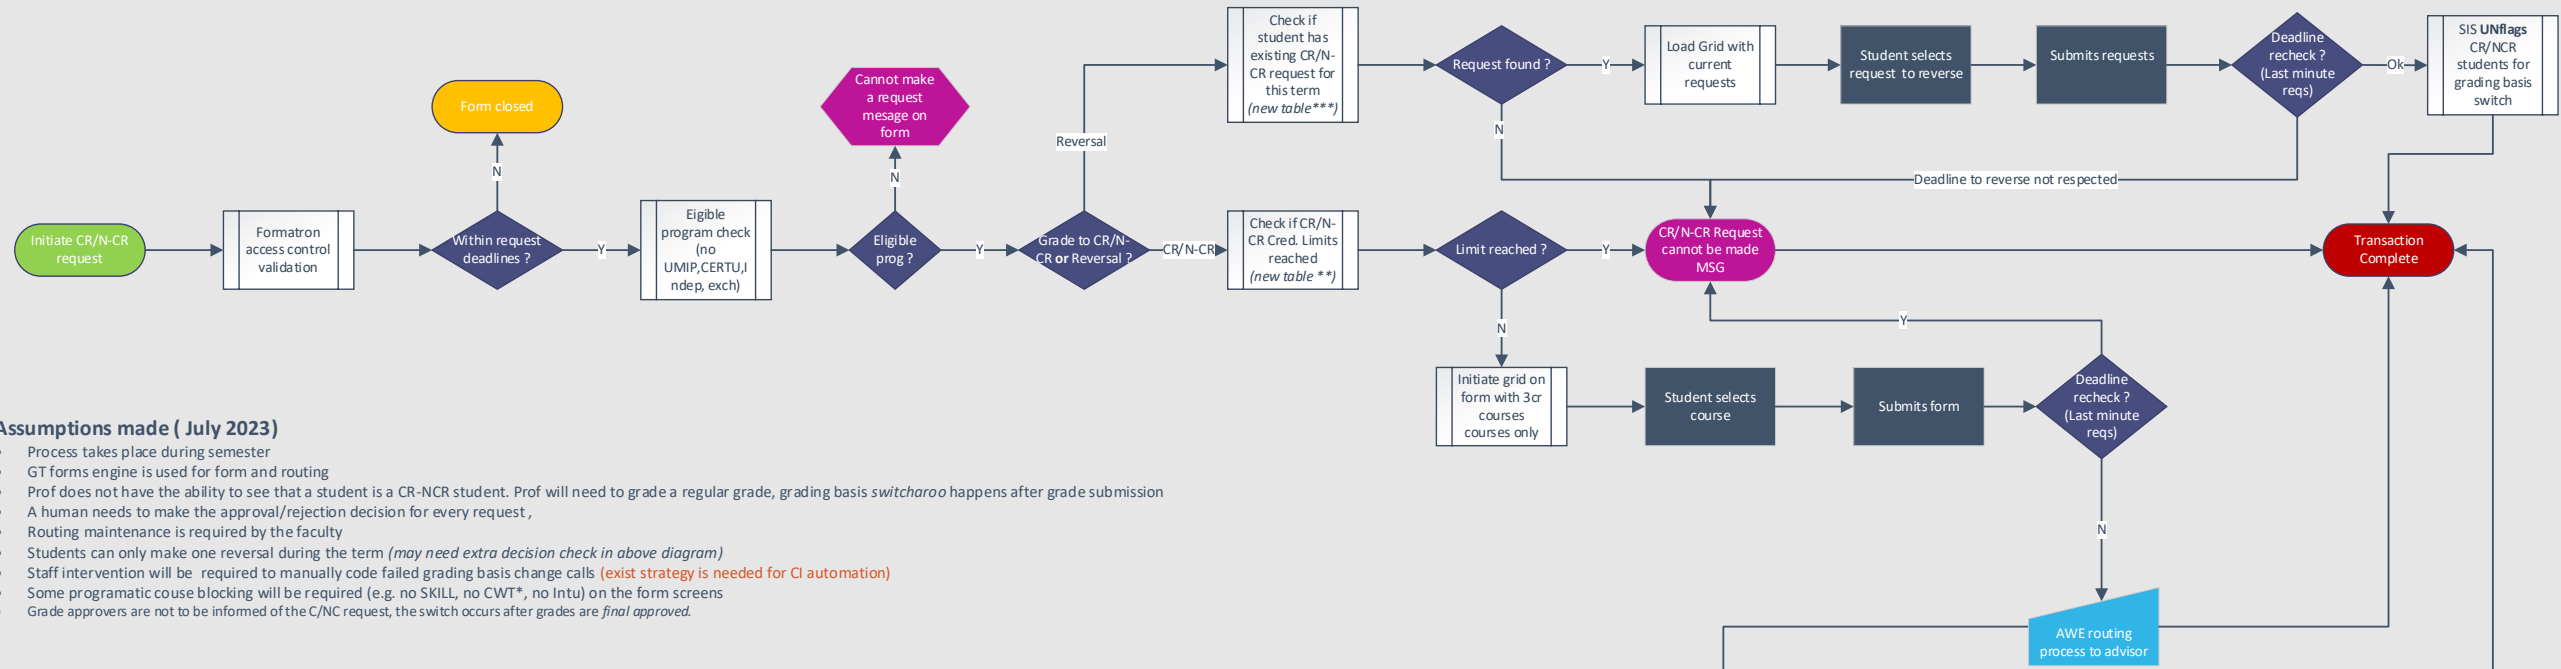 Initiate CR/N-CR
request
Formatron
access control
validation
Within request
deadlines ?
N
Form closed
Y
Eigible
program check
(no
UMIP,CERTU,I
ndep, exch)
Eligible
prog ?
N
Cannot make
a request
mesage on
form
Y
Grade to CR/N-
CR or Reversal ?
Reversal
Check if
student has
existing CR/N-
CR request for
this term
(new table***)
Request found ?
Y
Load Grid with
current
requests
Student selects
request to reverse
Submits requests
Deadline
recheck ?
(Last minute
reqs)
Ok
SIS UNflags
CR/NCR
students for
grading basis
switch
N
Deadline to reverse not respected
CR/N-CR
Check if CR/N-
CR Cred. Limits
reached
(new table **)
Limit reached ?
Y
CR/N-CR Request
cannot be made
MSG
Transaction
Complete
N
Y
Initiate grid on
form with 3cr
courses
courses only
Student selects
course
Submits form
Deadline
recheck ?
(Last minute
reqs)
N
AWE routing
process to advisor
Assumptions made ( July 2023)
Process takes place during semester
GT forms engine is used for form and routing
Prof does not have the ability to see that a student is a CR-NCR student. Prof will need to grade a regular grade, grading basis switcharoo happens after grade submission
A human needs to make the approval/rejection decision for every request ,
Routing maintenance is required by the faculty
Students can only make one reversal during the term (may need extra decision check in above diagram)
Staff intervention will be required to manually code failed grading basis change calls (exist strategy is needed for CI automation)
Some programatic couse blocking will be required (e.g. no SKILL, no CWT*, no Intu) on the form screens
Grade approvers are not to be informed of the C/NC request, the switch occurs after grades are final approved.